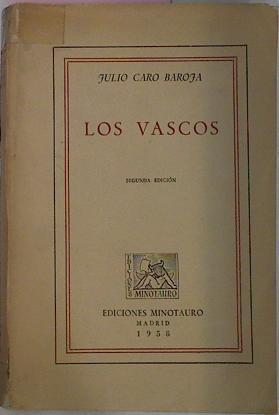 JULIO CARO BAROJA
LOS VASCOS
SEGUNDA EDICIÓN
MINOTAURO
EDICIONES MINOTAURO
MADRID
1958